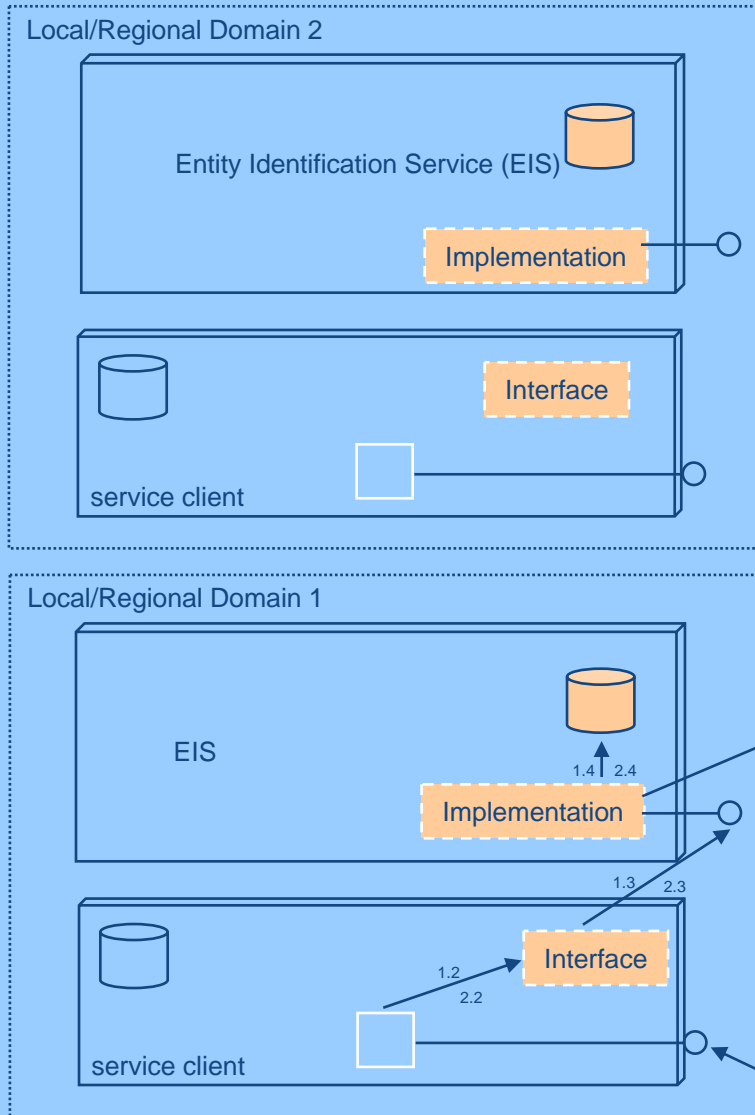 Local/Regional Domain 2
Entity Identification Service (EIS)
Implementation
Interface
service client
Local/Regional Domain 1
EIS
1.4 2.4
Implementation
1.3 2.3
Interface
1.2
2.2
service client